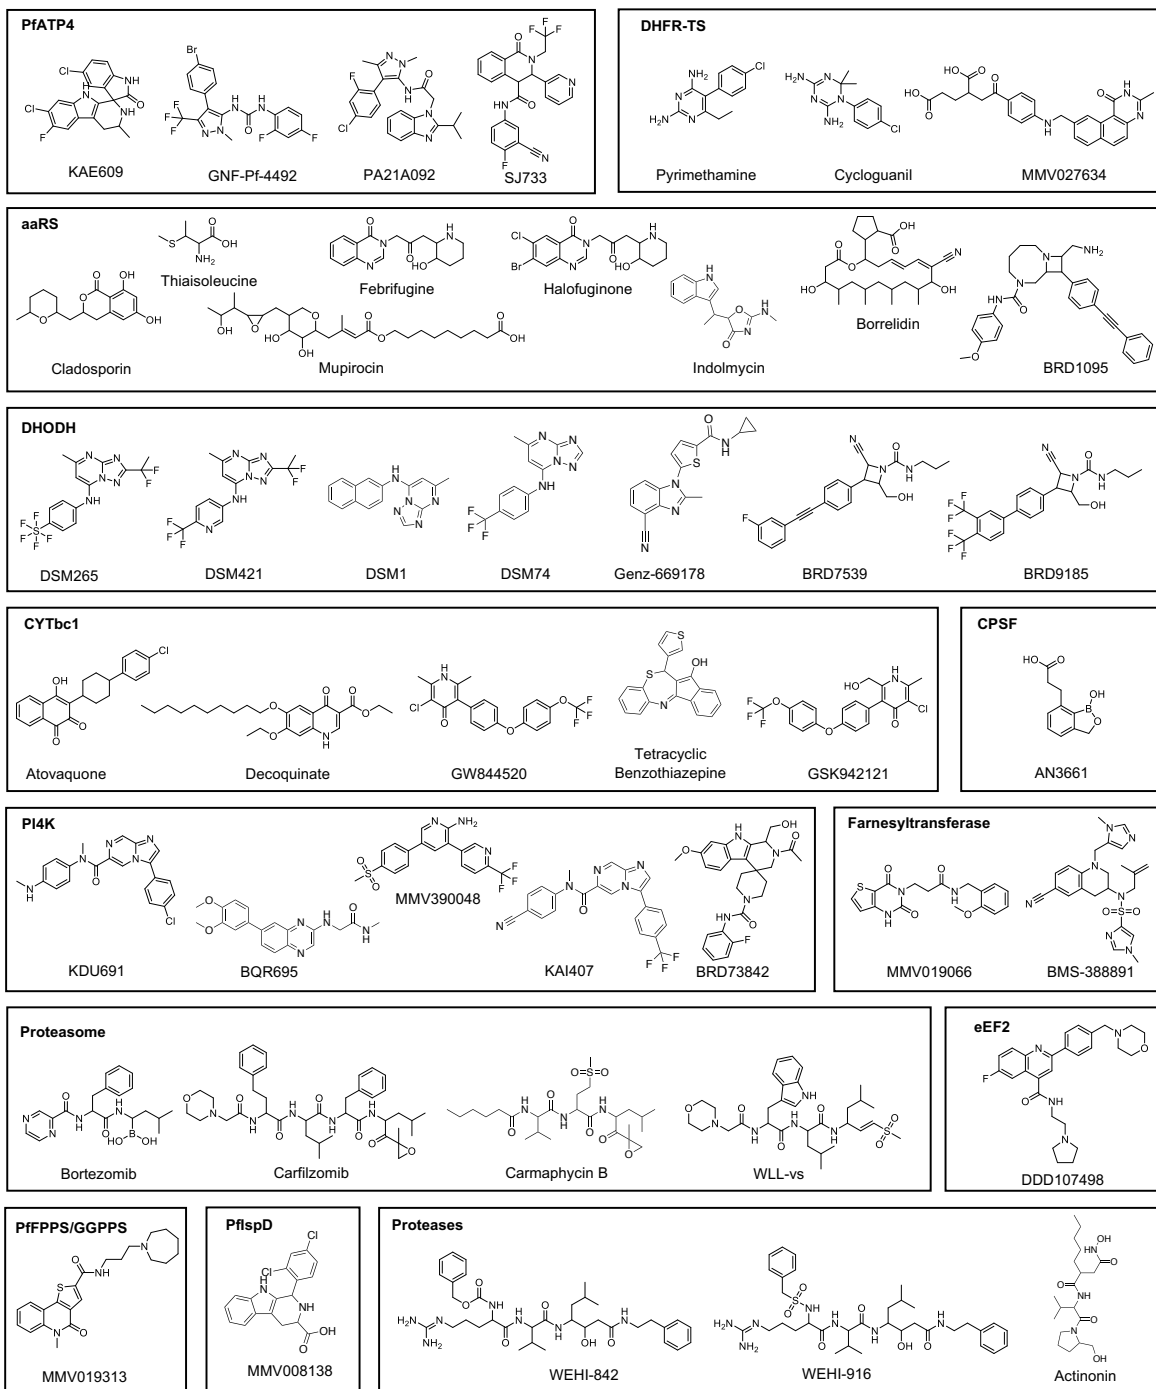 PfATP4
KAE609
GNF-Pf-4492
PA21A092
SJ733
DHFR-TS
Pyrimethamine
Cycloguanil
MMV027634
aaRS
Thiaisoleucine
Febrifugine
Halofuginone
Borrelidin
Cladosporin
Mupirocin
Indolmycin
BRD1095
DHODH
DSM265
DSM421
DSM1
DSM74
Genz-669178
BRD7539
BRD9185
CYTbc1
Atovaquone
Decoquinate
GW844520
Tetracyclic
Benzothiazepine
GSK942121
CPSF
AN3661
PI4K
KDU691
BQR695
MMV390048
KAI407
BRD73842
Farnesyltransferase
MMV019066
BMS-388891
Proteasome
Bortezomib
Carfilzomib
Carmaphycin B
WLL-vs
eEF2
DDD107498
PfFPPS/GGPPS
MMV019313
PfIspD
MMV008138
Proteases
WEHI-842
WEHI-916
Actinonin